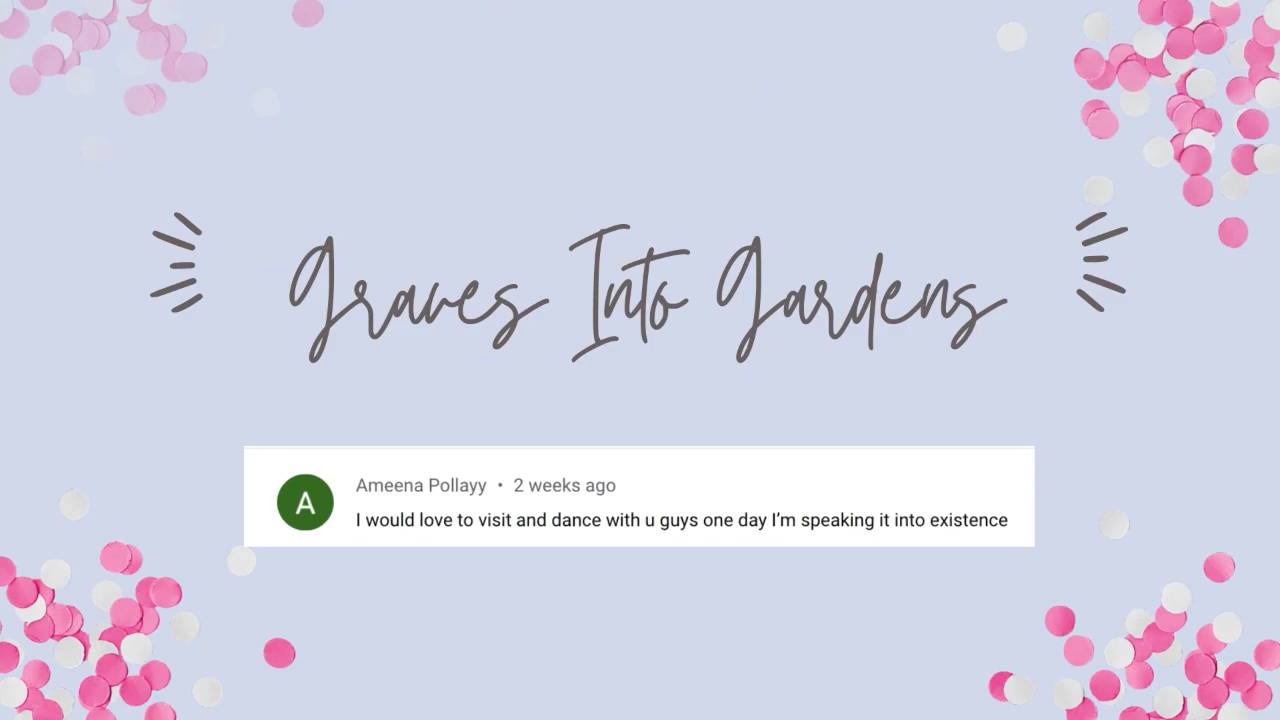 Graves Into Gardens
A
Ameena Pollayy • 2 weeks ago
I would love to visit and dance with u guys one day I'm speaking it into existence